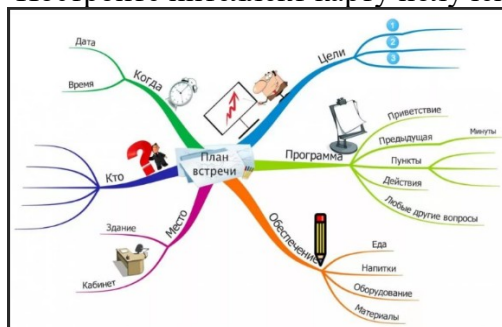 Дата
Время
Когда
Цели
1
2
3
Кто
План
встречи
Программа
Приветствие
Предыдущая
Минуты
Пункты
Действия
Любые другие вопросы
Место
Здание
Кабинет
Обеспечение
Еда
Напитки
Оборудование
Материалы